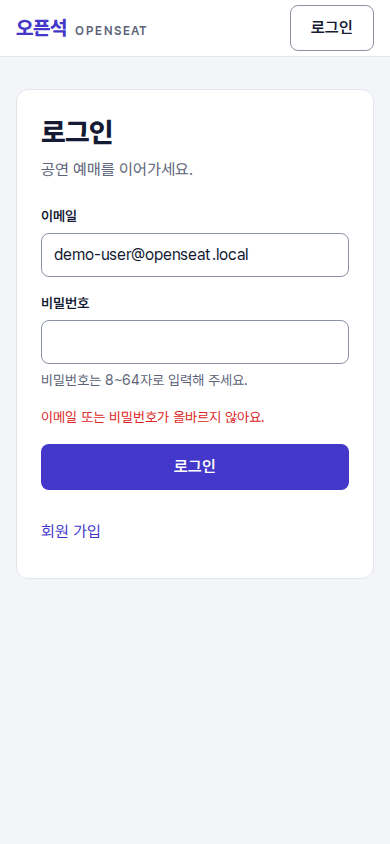 오픈석 OPENSEAT
로그인
로그인
공연 예매를 이어가세요.
이메일
demo-user@openseat.local
비밀번호
비밀번호는 8~64자로 입력해 주세요.
이메일 또는 비밀번호가 올바르지 않아요.
로그인
회원 가입